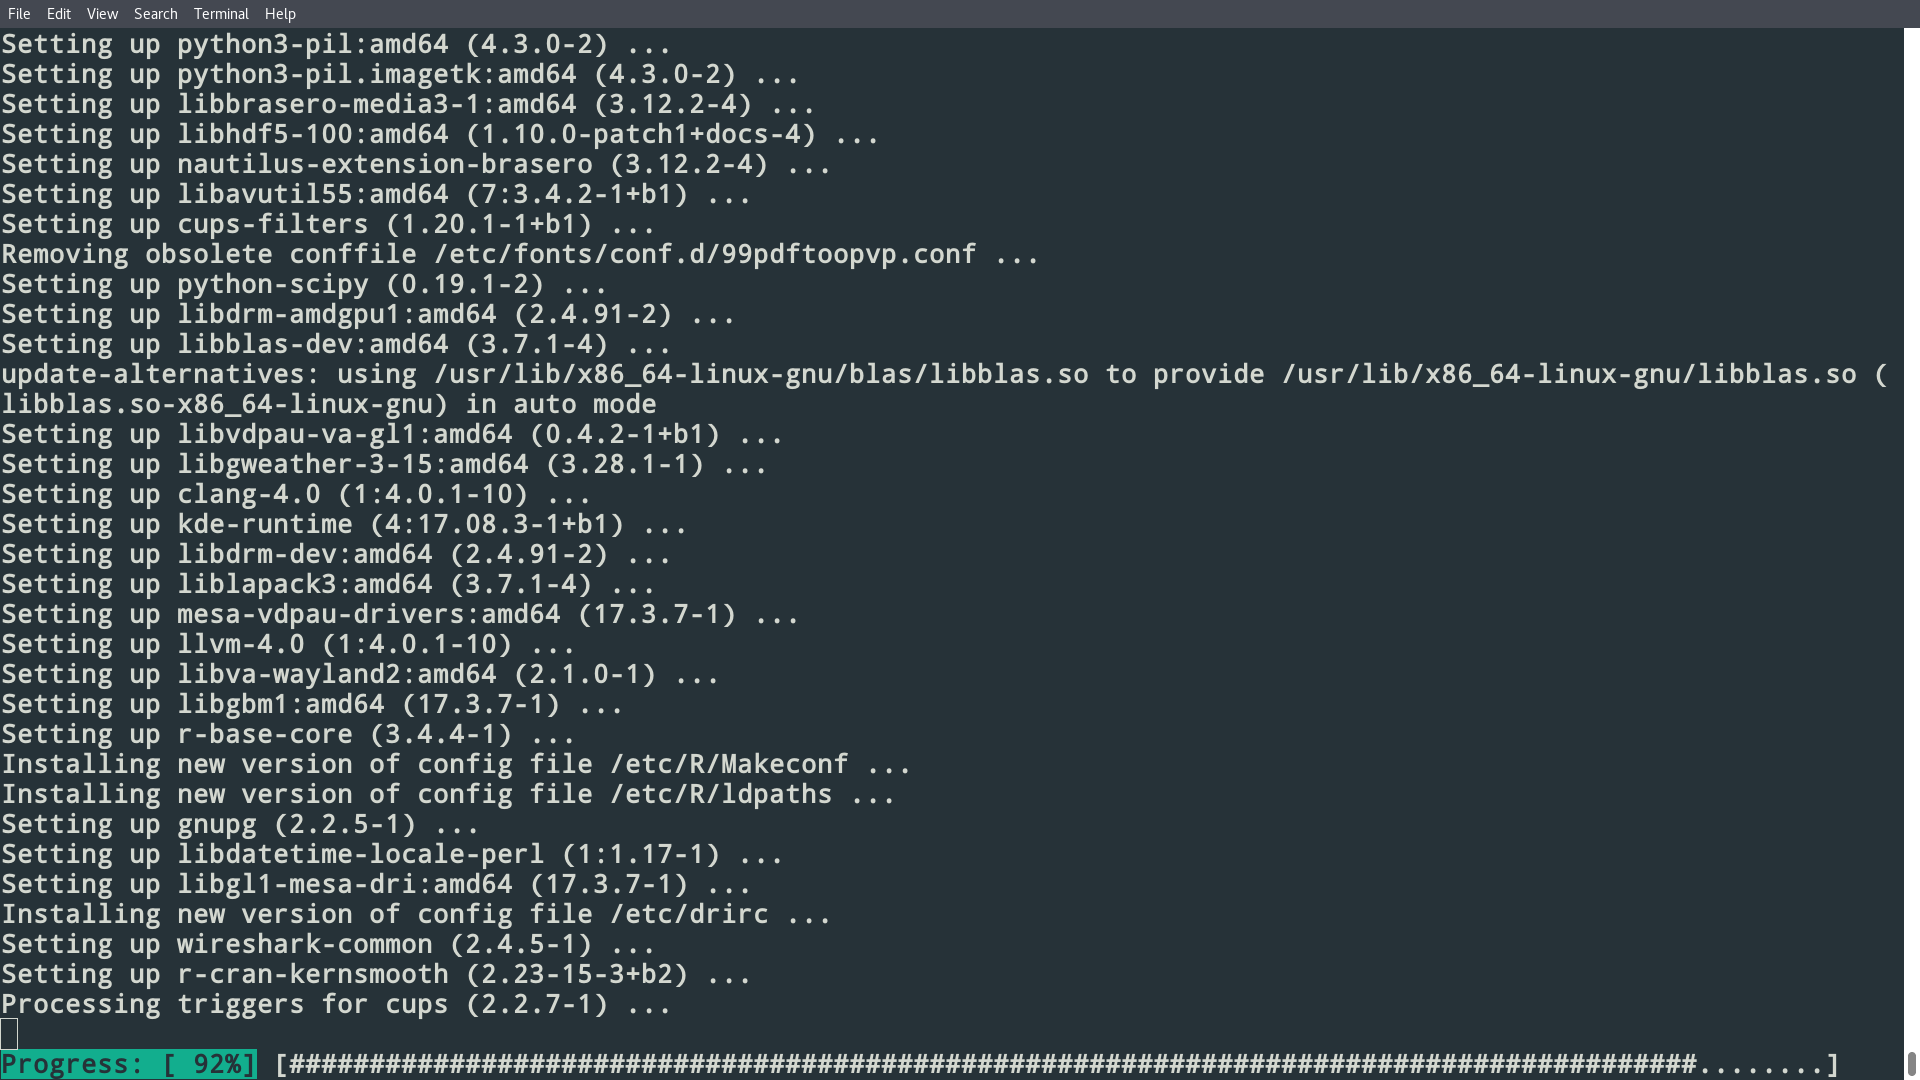 File Edit View Search Terminal Help
Setting up python3-pil:amd64 (4.3.0-2) ...
Setting up python3-pil.imagetk:amd64 (4.3.0-2) ...
Setting up libbrasero-media3-1:amd64 (3.12.2-4) ...
Setting up libhdf5-100:amd64 (1.10.0-patch1+docs-4) ...
Setting up nautilus-extension-brasero (3.12.2-4) ...
Setting up libavutil55:amd64 (7:3.4.2-1+b1) ...
Setting up cups-filters (1.20.1-1+b1) ...
Removing obsolete conffile /etc/fonts/conf.d/99pdftoopvp.conf ...
Setting up python-scipy (0.19.1-2) ...
Setting up libdrm-amdgpu1:amd64 (2.4.91-2) ...
Setting up libblas-dev:amd64 (3.7.1-4) ...
update-alternatives: using /usr/lib/x86_64-linux-gnu/blas/libblas.so to provide /usr/lib/x86_64-linux-gnu/libblas.so (
libblas.so-x86_64-linux-gnu) in auto mode
Setting up libvdpau-va-gl1:amd64 (0.4.2-1+b1) ...
Setting up libgweather-3-15:amd64 (3.28.1-1) ...
Setting up clang-4.0 (1:4.0.1-10) ...
Setting up kde-runtime (4:17.08.3-1+b1) ...
Setting up libdrm-dev:amd64 (2.4.91-2) ...
Setting up liblapack3:amd64 (3.7.1-4) ...
Setting up mesa-vdpau-drivers:amd64 (17.3.7-1) ...
Setting up llvm-4.0 (1:4.0.1-10) ...
Setting up libva-wayland2:amd64 (2.1.0-1) ...
Setting up libgbm1:amd64 (17.3.7-1) ...
Setting up r-base-core (3.4.4-1) ...
Installing new version of config file /etc/R/Makeconf ...
Installing new version of config file /etc/R/ldpaths ...
Setting up gnupg (2.2.5-1) ...
Setting up libdatetime-locale-perl (1:1.17-1) ...
Setting up libgl1-mesa-dri:amd64 (17.3.7-1) ...
Installing new version of config file /etc/drirc ...
Setting up wireshark-common (2.4.5-1) ...
Setting up r-cran-kernsmooth (2.23-15-3+b2) ...
Processing triggers for cups (2.2.7-1) ...
Progress: [ 92%] [########################################################################################........]